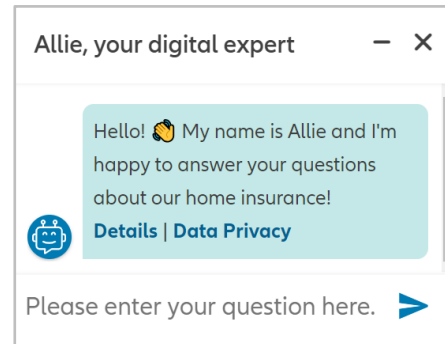 Allie, your digital expert
Hello! 👏 My name is Allie and I'm
happy to answer your questions
about our home insurance!
Details | Data Privacy
Please enter your question here.